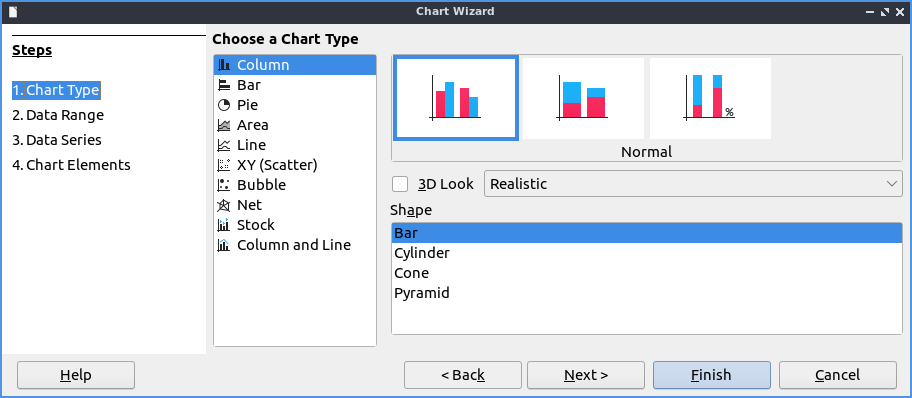 Chart Wizard
Steps
1. Chart Type
2. Data Range
3. Data Series
4. Chart Elements
Choose a Chart Type
Column
Bar
Pie
Area
Line
XY (Scatter)
Bubble
Net
Stock
Column and Line
%
Normal
3D Look
Realistic
Shape
Bar
Cylinder
Cone
Pyramid
Help
< Back
Next >
Finish
Cancel